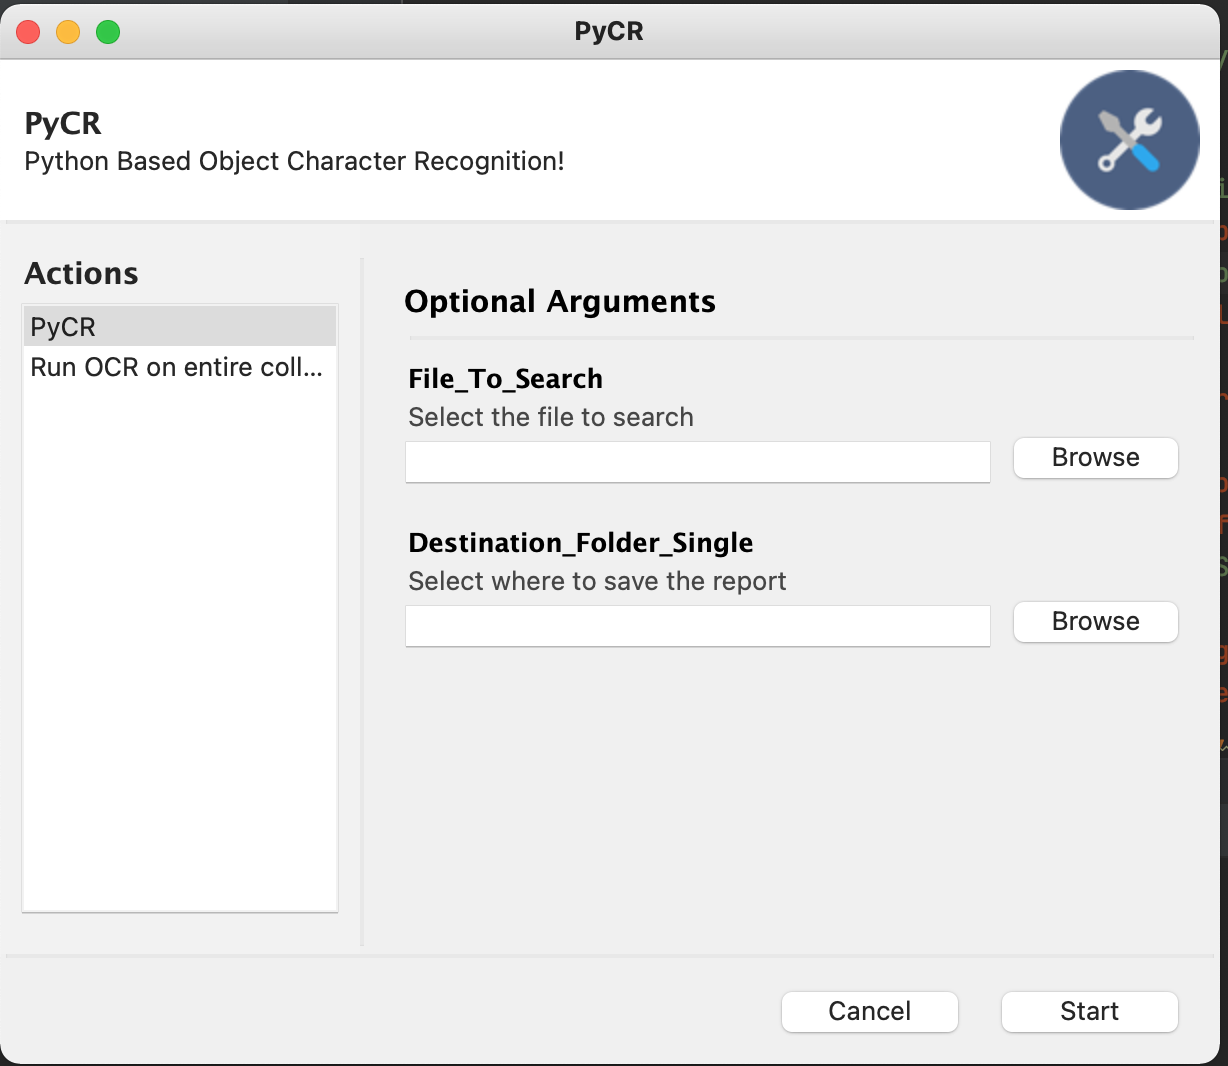 PyCR
PyCR
Python Based Object Character Recognition!
Actions
PyCR
Run OCR on entire coll...
Optional Arguments
File_To_Search
Select the file to search
Browse
Destination_Folder_Single
Select where to save the report
Browse
Cancel
Start